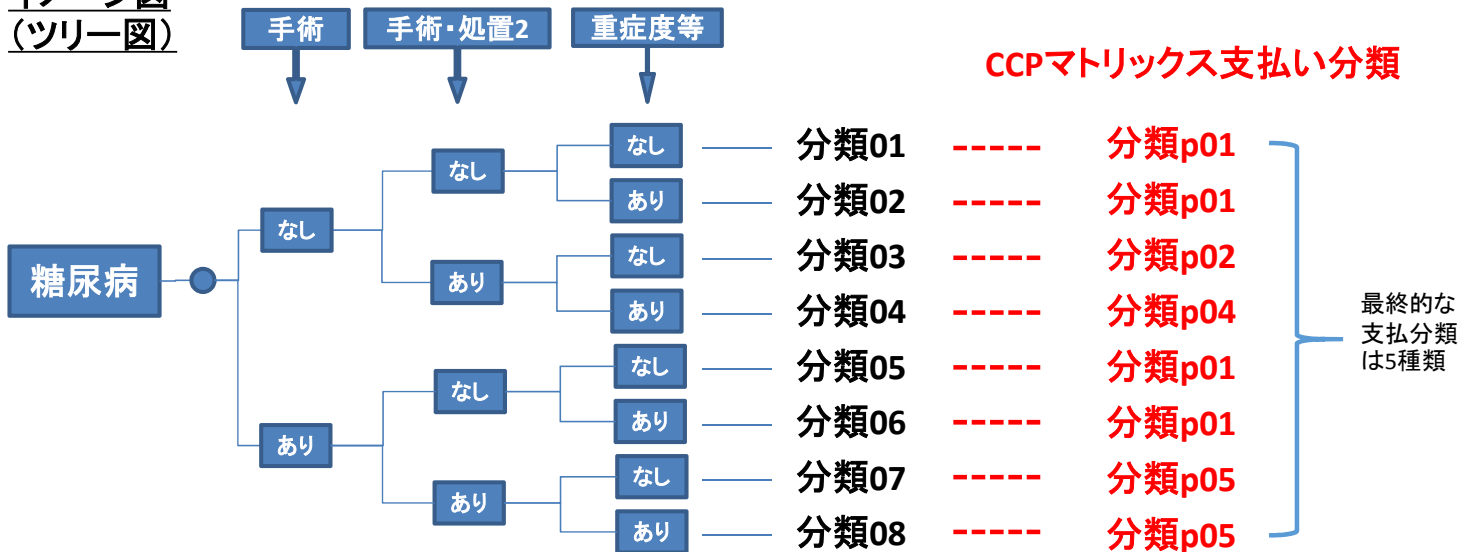 (ツリー図)
手術
手術・処置2
重症度等
CCPマトリックス支払い分類
なし
分類01
-----
分類p01
なし
あり
分類02
-----
分類p01
なし
なし
分類03
-----
分類p02
糖尿病
あり
あり
分類04
-----
分類p04
最終的な
支払分類
は5種類
なし
分類05
-----
分類p01
なし
あり
分類06
-----
分類p01
あり
なし
分類07
-----
分類p05
あり
あり
分類08
-----
分類p05